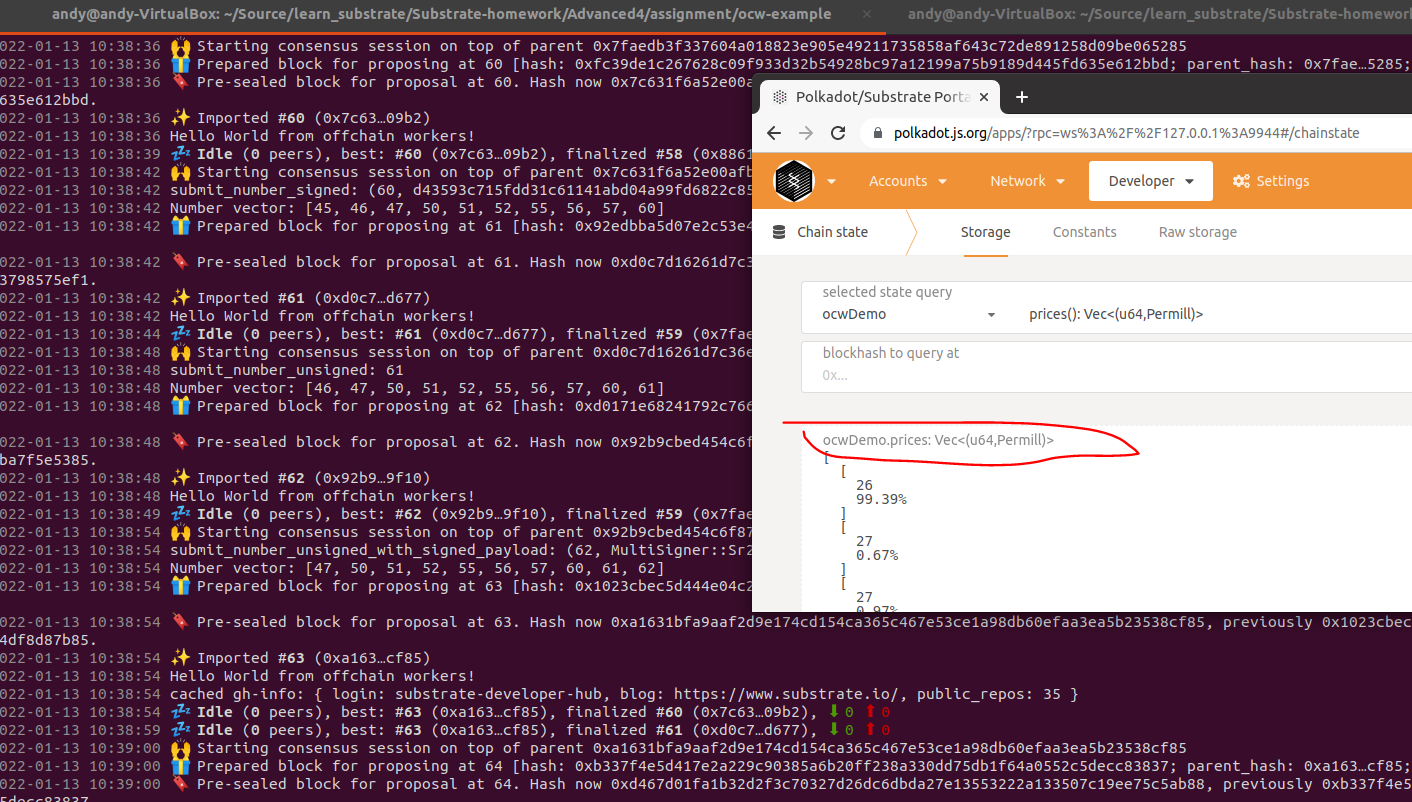 andy@andy-VirtualBox: ~/Source/learn_substrate/Substrate-homework/Advanced4/assignment/ocw-example × andy@andy-VirtualBox: ~/Source/learn_substrate/Substrate-homework
022-01-13 10:38:36 🙌 Starting consensus session on top of parent 0x7faedb3f337604a018823e905e49211735858af643c72de891258d09be065285
022-01-13 10:38:36 🎁 Prepared block for proposing at 60 [hash: 0xfc39de1c267628c09f933d32b54928bc97a12199a75b9189d445fd635e612bbd; parent_hash: 0x7fae…5285;
022-01-13 10:38:36 🔖 Pre-sealed block for proposal at 60. Hash now 0x7c631f6a52e00a
635e612bbd.
022-01-13 10:38:36 ✨ Imported #60 (0x7c63…09b2)
022-01-13 10:38:36 Hello World from offchain workers!
022-01-13 10:38:39 💤 Idle (0 peers), best: #60 (0x7c63…09b2), finalized #58 (0x8861
022-01-13 10:38:42 🙌 Starting consensus session on top of parent 0x7c631f6a52e00afb
022-01-13 10:38:42 submit_number_signed: (60, d43593c715fdd31c61141abd04a99fd6822c85
022-01-13 10:38:42 Number vector: [45, 46, 47, 50, 51, 52, 55, 56, 57, 60]
022-01-13 10:38:42 🎁 Prepared block for proposing at 61 [hash: 0x92edbba5d07e2c53e4
022-01-13 10:38:42 🔖 Pre-sealed block for proposal at 61. Hash now 0xd0c7d16261d7c3
3798575ef1.
022-01-13 10:38:42 ✨ Imported #61 (0xd0c7…d677)
022-01-13 10:38:42 Hello World from offchain workers!
022-01-13 10:38:44 💤 Idle (0 peers), best: #61 (0xd0c7…d677), finalized #59 (0x7fae
022-01-13 10:38:48 🙌 Starting consensus session on top of parent 0xd0c7d16261d7c36e
022-01-13 10:38:48 submit_number_unsigned: 61
022-01-13 10:38:48 Number vector: [46, 47, 50, 51, 52, 55, 56, 57, 60, 61]
022-01-13 10:38:48 🎁 Prepared block for proposing at 62 [hash: 0xd0171e68241792c766
022-01-13 10:38:48 🔖 Pre-sealed block for proposal at 62. Hash now 0x92b9cbed454c6f
ba7f5e5385.
022-01-13 10:38:48 ✨ Imported #62 (0x92b9…9f10)
022-01-13 10:38:48 Hello World from offchain workers!
022-01-13 10:38:49 💤 Idle (0 peers), best: #62 (0x92b9…9f10), finalized #59 (0x7fae
022-01-13 10:38:54 🙌 Starting consensus session on top of parent 0x92b9cbed454c6f87
022-01-13 10:38:54 submit_number_unsigned_with_signed_payload: (62, MultiSigner::Sr2
022-01-13 10:38:54 Number vector: [47, 50, 51, 52, 55, 56, 57, 60, 61, 62]
022-01-13 10:38:54 🎁 Prepared block for proposing at 63 [hash: 0x1023cbec5d444e04c2
022-01-13 10:38:54 🔖 Pre-sealed block for proposal at 63. Hash now 0xa1631bfa9aaf2d9e174cd154ca365c467e53ce1a98db60efaa3ea5b23538cf85, previously 0x1023cbec
4df8d87b85.
022-01-13 10:38:54 ✨ Imported #63 (0xa163…cf85)
022-01-13 10:38:54 Hello World from offchain workers!
022-01-13 10:38:54 cached gh-info: { login: substrate-developer-hub, blog: https://www.substrate.io/, public_repos: 35 }
022-01-13 10:38:54 💤 Idle (0 peers), best: #63 (0xa163…cf85), finalized #60 (0x7c63…09b2), ⬇ 0 ⬆ 0
022-01-13 10:38:59 💤 Idle (0 peers), best: #63 (0xa163…cf85), finalized #61 (0xd0c7…d677), ⬇ 0 ⬆ 0
022-01-13 10:39:00 🙌 Starting consensus session on top of parent 0xa1631bfa9aaf2d9e174cd154ca365c467e53ce1a98db60efaa3ea5b23538cf85
022-01-13 10:39:00 🎁 Prepared block for proposing at 64 [hash: 0xb337f4e5d417e2a229c90385a6b20ff238a330dd75db1f64a0552c5decc83837; parent_hash: 0xa163…cf85;
022-01-13 10:39:00 🔖 Pre-sealed block for proposal at 64. Hash now 0xd467d01fa1b32d2f3c70327d26dc6dbda27e13553222a133507c19ee75c5ab88, previously 0xb337f4e5
5decc83837.
Polkadot/Substrate Porta × +
polkadot.js.org/apps/?rpc=ws%3A%2F%2F127.0.0.1%3A9944#/chainstate
Accounts Network Developer Settings
Chain state Storage Constants Raw storage
selected state query
ocwDemo prices(): Vec<(u64,Permill)>
blockhash to query at
0x...
ocwDemo.prices: Vec<(u64,Permill)>
[
[
26
99.39%
]
[
27
0.67%
]
[
27
0.97%